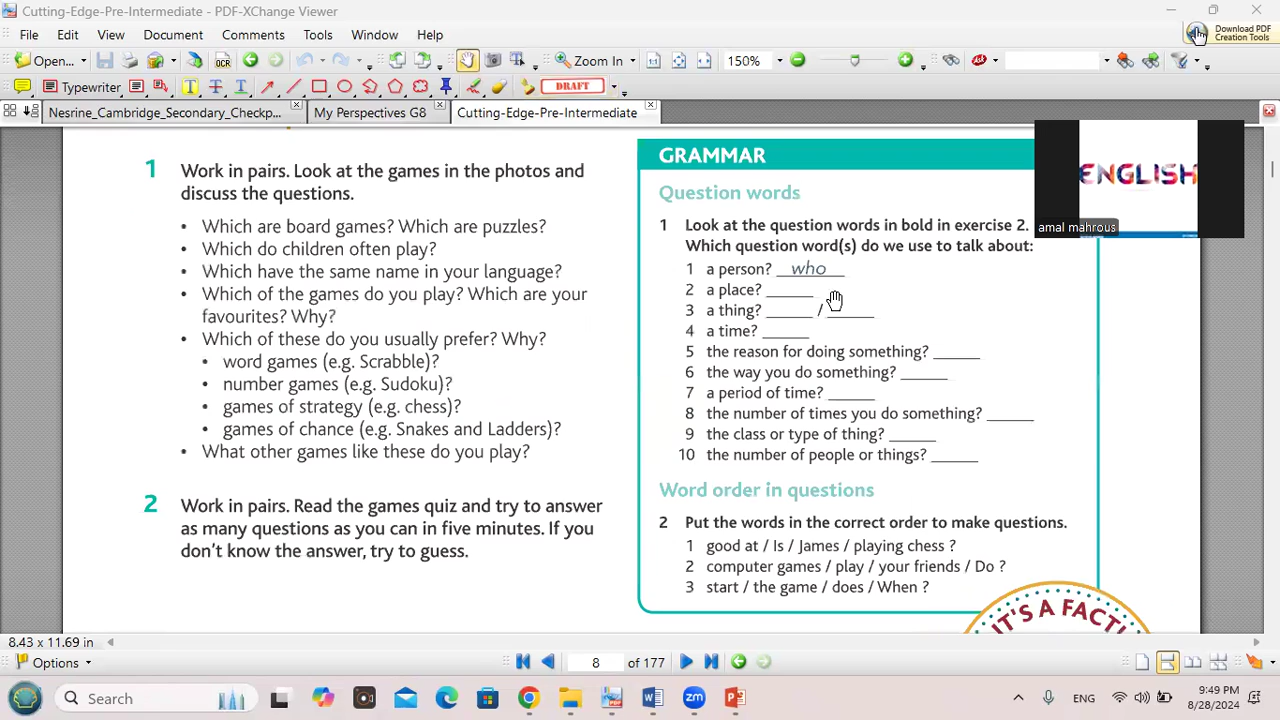 Cutting-Edge-Pre-Intermediate - PDF-XChange Viewer
File Edit View Document Comments Tools Window Help
Download PDF Creation Tools
Open... OCR Zoom In 150%
Typewriter DRAFT
Nesrine_Cambridge_Secondary_Checkp... My Perspectives G8 Cutting-Edge-Pre-Intermediate
1 Work in pairs. Look at the games in the photos and
discuss the questions.
• Which are board games? Which are puzzles?
• Which do children often play?
• Which have the same name in your language?
• Which of the games do you play? Which are your
favourites? Why?
• Which of these do you usually prefer? Why?
• word games (e.g. Scrabble)?
• number games (e.g. Sudoku)?
• games of strategy (e.g. chess)?
• games of chance (e.g. Snakes and Ladders)?
• What other games like these do you play?
2 Work in pairs. Read the games quiz and try to answer
as many questions as you can in five minutes. If you
don't know the answer, try to guess.
GRAMMAR
Question words
1 Look at the question words in bold in exercise 2.
Which question word(s) do we use to talk about:
1 a person? who
2 a place? _____
3 a thing? _____ / _____
4 a time? _____
5 the reason for doing something? _____
6 the way you do something? _____
7 a period of time? _____
8 the number of times you do something? _____
9 the class or type of thing? _____
10 the number of people or things? _____
Word order in questions
2 Put the words in the correct order to make questions.
1 good at / Is / James / playing chess ?
2 computer games / play / your friends / Do ?
3 start / the game / does / When ?
IT'S A FACT!
ENGLISH
amal mahrous
8.43 x 11.69 in
Options 8 of 177
Search ENG 9:49 PM
8/28/2024